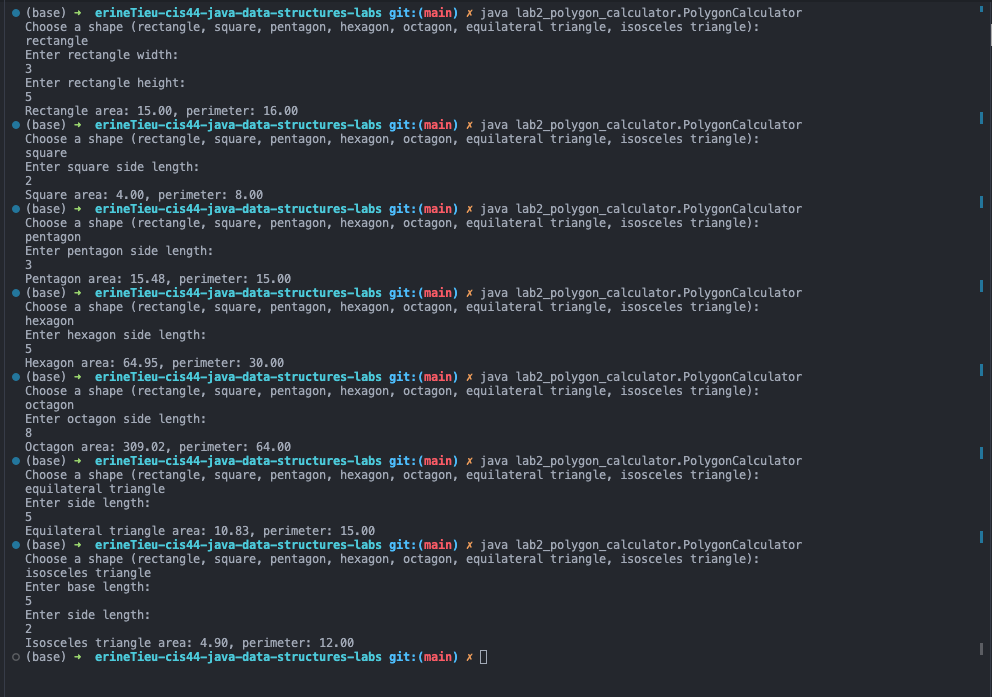 (base) ➜ erineTieu-cis44-java-data-structures-labs git:(main) ✗ java lab2_polygon_calculator.PolygonCalculator
Choose a shape (rectangle, square, pentagon, hexagon, octagon, equilateral triangle, isosceles triangle):
rectangle
Enter rectangle width:
3
Enter rectangle height:
5
Rectangle area: 15.00, perimeter: 16.00
(base) ➜ erineTieu-cis44-java-data-structures-labs git:(main) ✗ java lab2_polygon_calculator.PolygonCalculator
Choose a shape (rectangle, square, pentagon, hexagon, octagon, equilateral triangle, isosceles triangle):
square
Enter square side length:
2
Square area: 4.00, perimeter: 8.00
(base) ➜ erineTieu-cis44-java-data-structures-labs git:(main) ✗ java lab2_polygon_calculator.PolygonCalculator
Choose a shape (rectangle, square, pentagon, hexagon, octagon, equilateral triangle, isosceles triangle):
pentagon
Enter pentagon side length:
3
Pentagon area: 15.48, perimeter: 15.00
(base) ➜ erineTieu-cis44-java-data-structures-labs git:(main) ✗ java lab2_polygon_calculator.PolygonCalculator
Choose a shape (rectangle, square, pentagon, hexagon, octagon, equilateral triangle, isosceles triangle):
hexagon
Enter hexagon side length:
5
Hexagon area: 64.95, perimeter: 30.00
(base) ➜ erineTieu-cis44-java-data-structures-labs git:(main) ✗ java lab2_polygon_calculator.PolygonCalculator
Choose a shape (rectangle, square, pentagon, hexagon, octagon, equilateral triangle, isosceles triangle):
octagon
Enter octagon side length:
8
Octagon area: 309.02, perimeter: 64.00
(base) ➜ erineTieu-cis44-java-data-structures-labs git:(main) ✗ java lab2_polygon_calculator.PolygonCalculator
Choose a shape (rectangle, square, pentagon, hexagon, octagon, equilateral triangle, isosceles triangle):
equilateral triangle
Enter side length:
5
Equilateral triangle area: 10.83, perimeter: 15.00
(base) ➜ erineTieu-cis44-java-data-structures-labs git:(main) ✗ java lab2_polygon_calculator.PolygonCalculator
Choose a shape (rectangle, square, pentagon, hexagon, octagon, equilateral triangle, isosceles triangle):
isosceles triangle
Enter base length:
5
Enter side length:
2
Isosceles triangle area: 4.90, perimeter: 12.00
(base) ➜ erineTieu-cis44-java-data-structures-labs git:(main) ✗